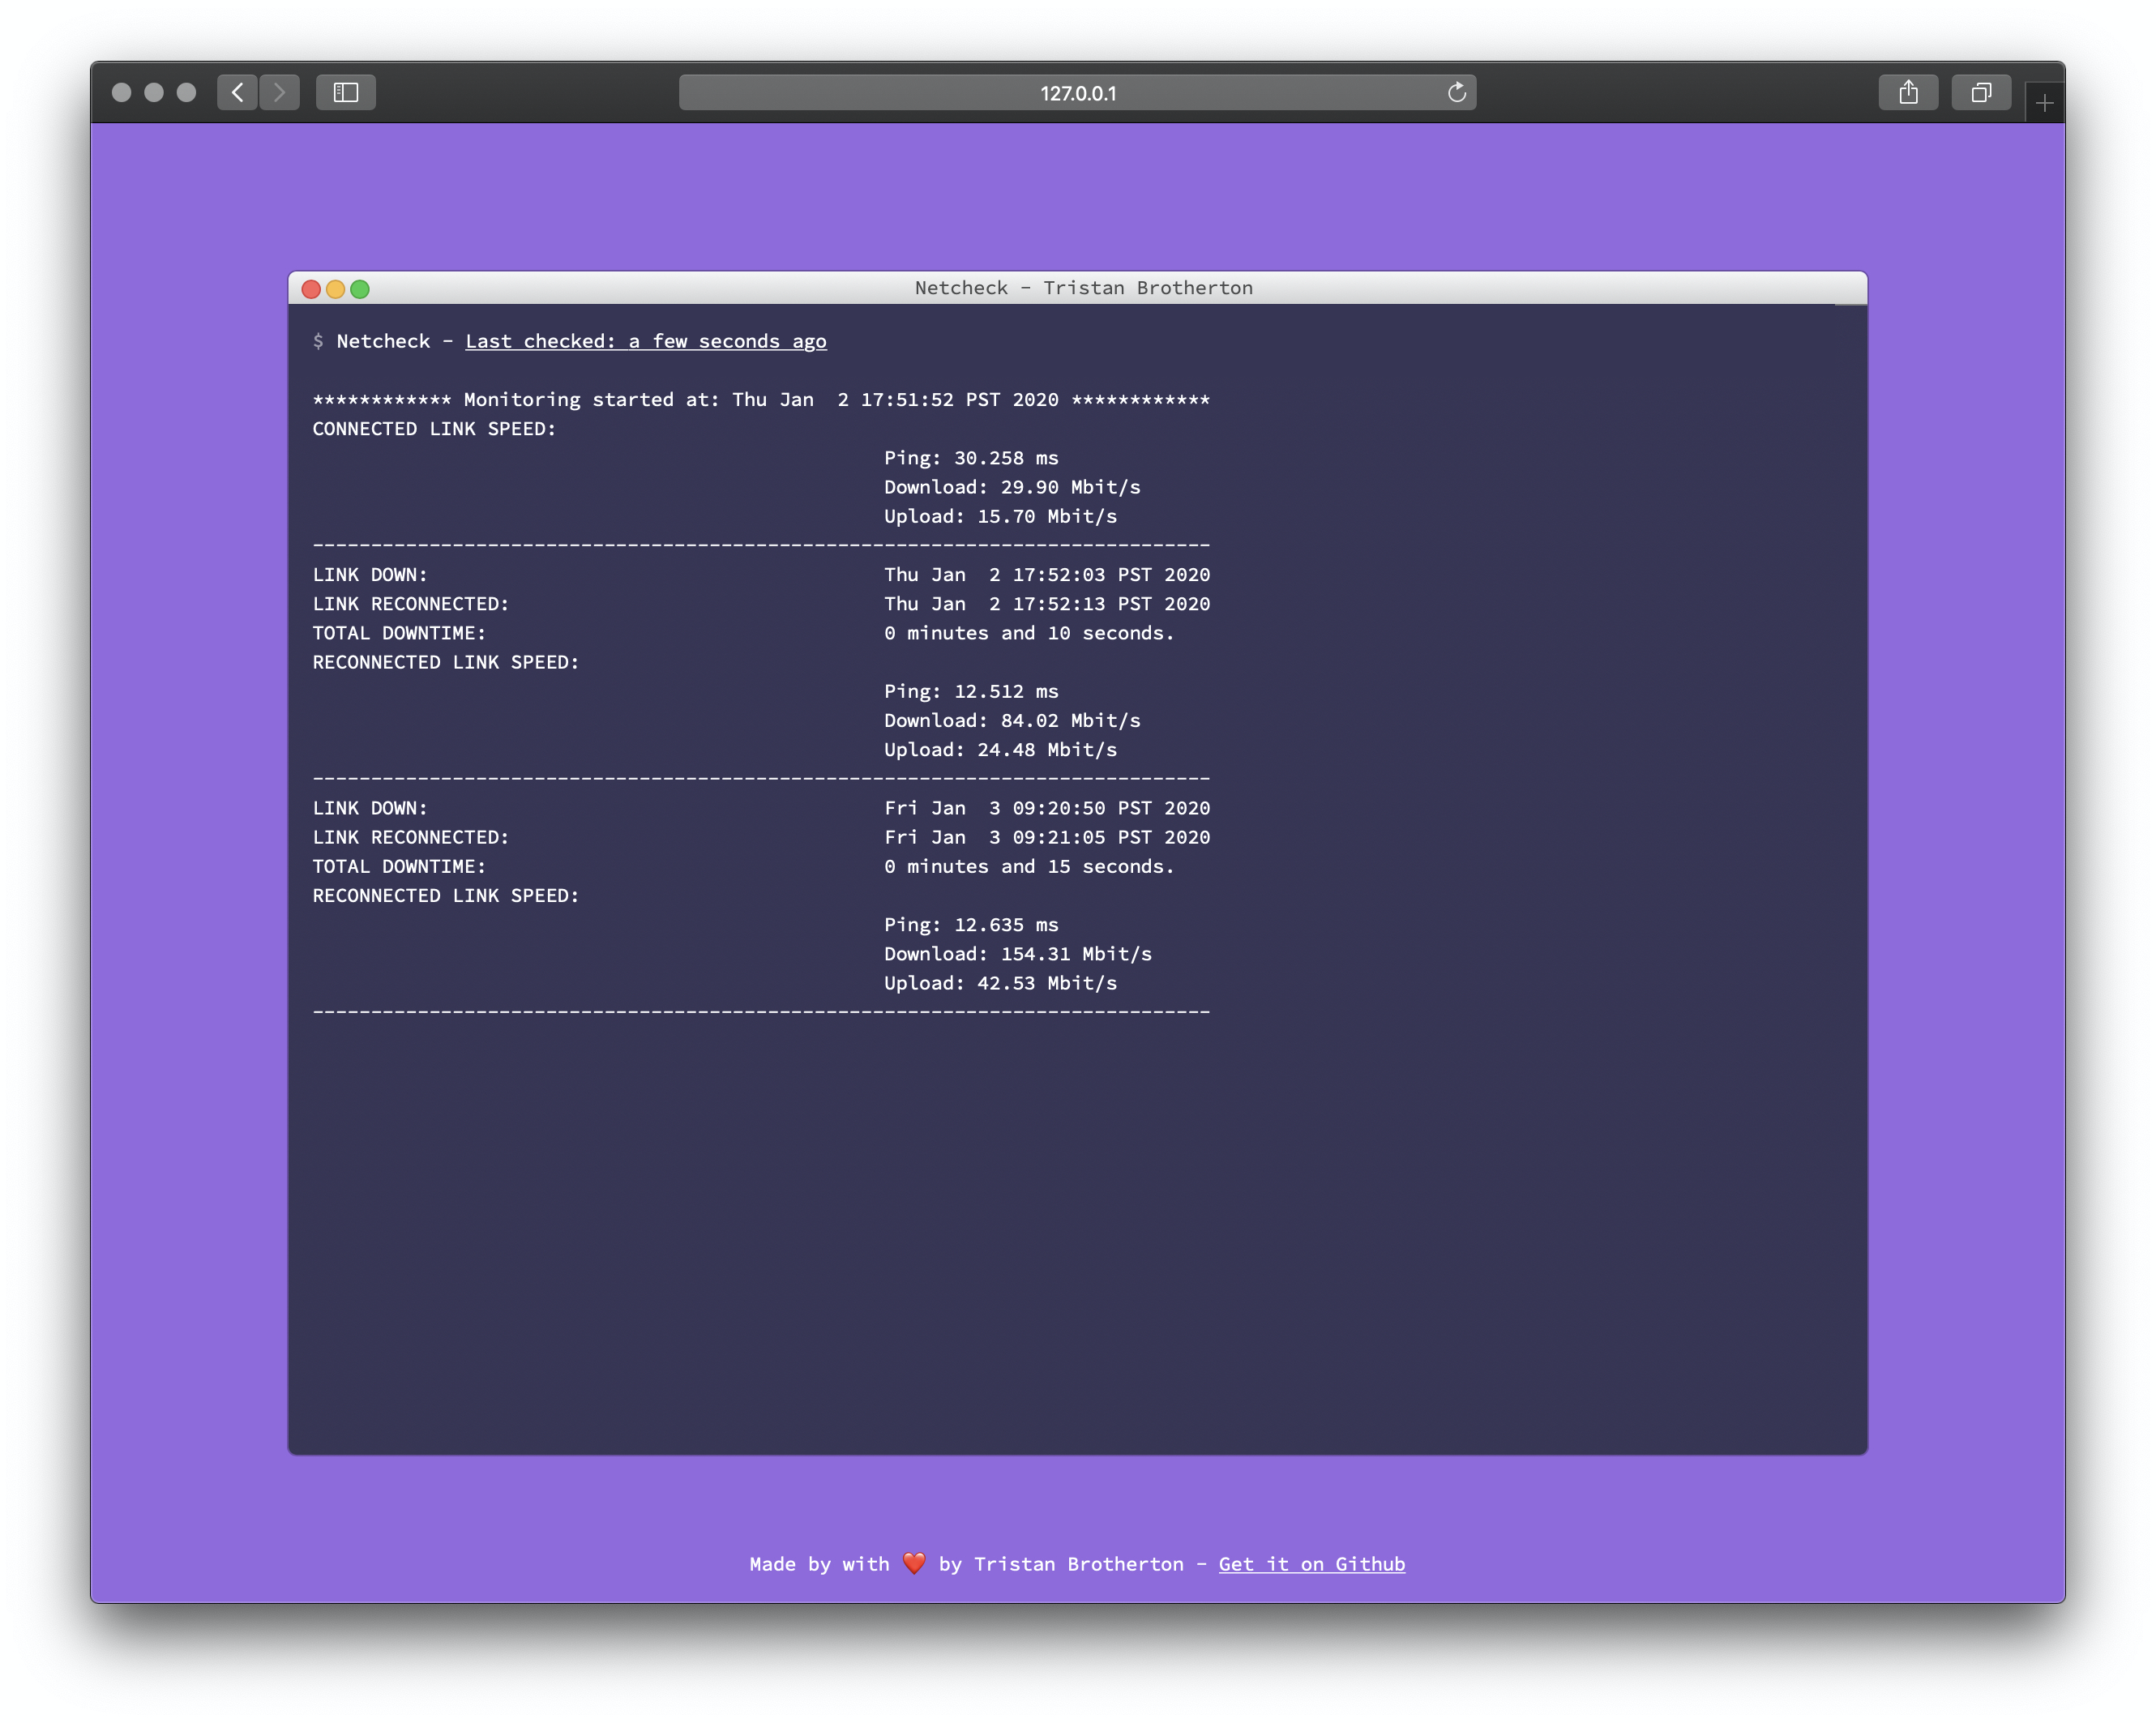 127.0.0.1
Netcheck - Tristan Brotherton
$ Netcheck - Last checked: a few seconds ago
************ Monitoring started at: Thu Jan  2 17:51:52 PST 2020 ************
CONNECTED LINK SPEED:
Ping: 30.258 ms
Download: 29.90 Mbit/s
Upload: 15.70 Mbit/s
-----------------------------------------------------------------------------
LINK DOWN: Thu Jan  2 17:52:03 PST 2020
LINK RECONNECTED: Thu Jan  2 17:52:13 PST 2020
TOTAL DOWNTIME: 0 minutes and 10 seconds.
RECONNECTED LINK SPEED:
Ping: 12.512 ms
Download: 84.02 Mbit/s
Upload: 24.48 Mbit/s
-----------------------------------------------------------------------------
LINK DOWN: Fri Jan  3 09:20:50 PST 2020
LINK RECONNECTED: Fri Jan  3 09:21:05 PST 2020
TOTAL DOWNTIME: 0 minutes and 15 seconds.
RECONNECTED LINK SPEED:
Ping: 12.635 ms
Download: 154.31 Mbit/s
Upload: 42.53 Mbit/s
-----------------------------------------------------------------------------
Made by with ❤️ by Tristan Brotherton - Get it on Github